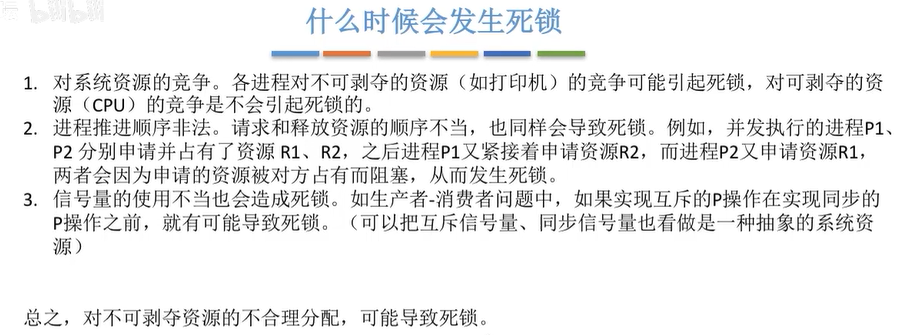 bilibili
什么时候会发生死锁
1. 对系统资源的竞争。各进程对不可剥夺的资源（如打印机）的竞争可能引起死锁，对可剥夺的资
源（CPU）的竞争是不会引起死锁的。
2. 进程推进顺序非法。请求和释放资源的顺序不当，也同样会导致死锁。例如，并发执行的进程P1、
P2 分别申请并占有了资源 R1、R2，之后进程P1又紧接着申请资源R2，而进程P2又申请资源R1，
两者会因为申请的资源被对方占有而阻塞，从而发生死锁。
3. 信号量的使用不当也会造成死锁。如生产者-消费者问题中，如果实现互斥的P操作在实现同步的
P操作之前，就有可能导致死锁。（可以把互斥信号量、同步信号量也看做是一种抽象的系统资
源）
总之，对不可剥夺资源的不合理分配，可能导致死锁。